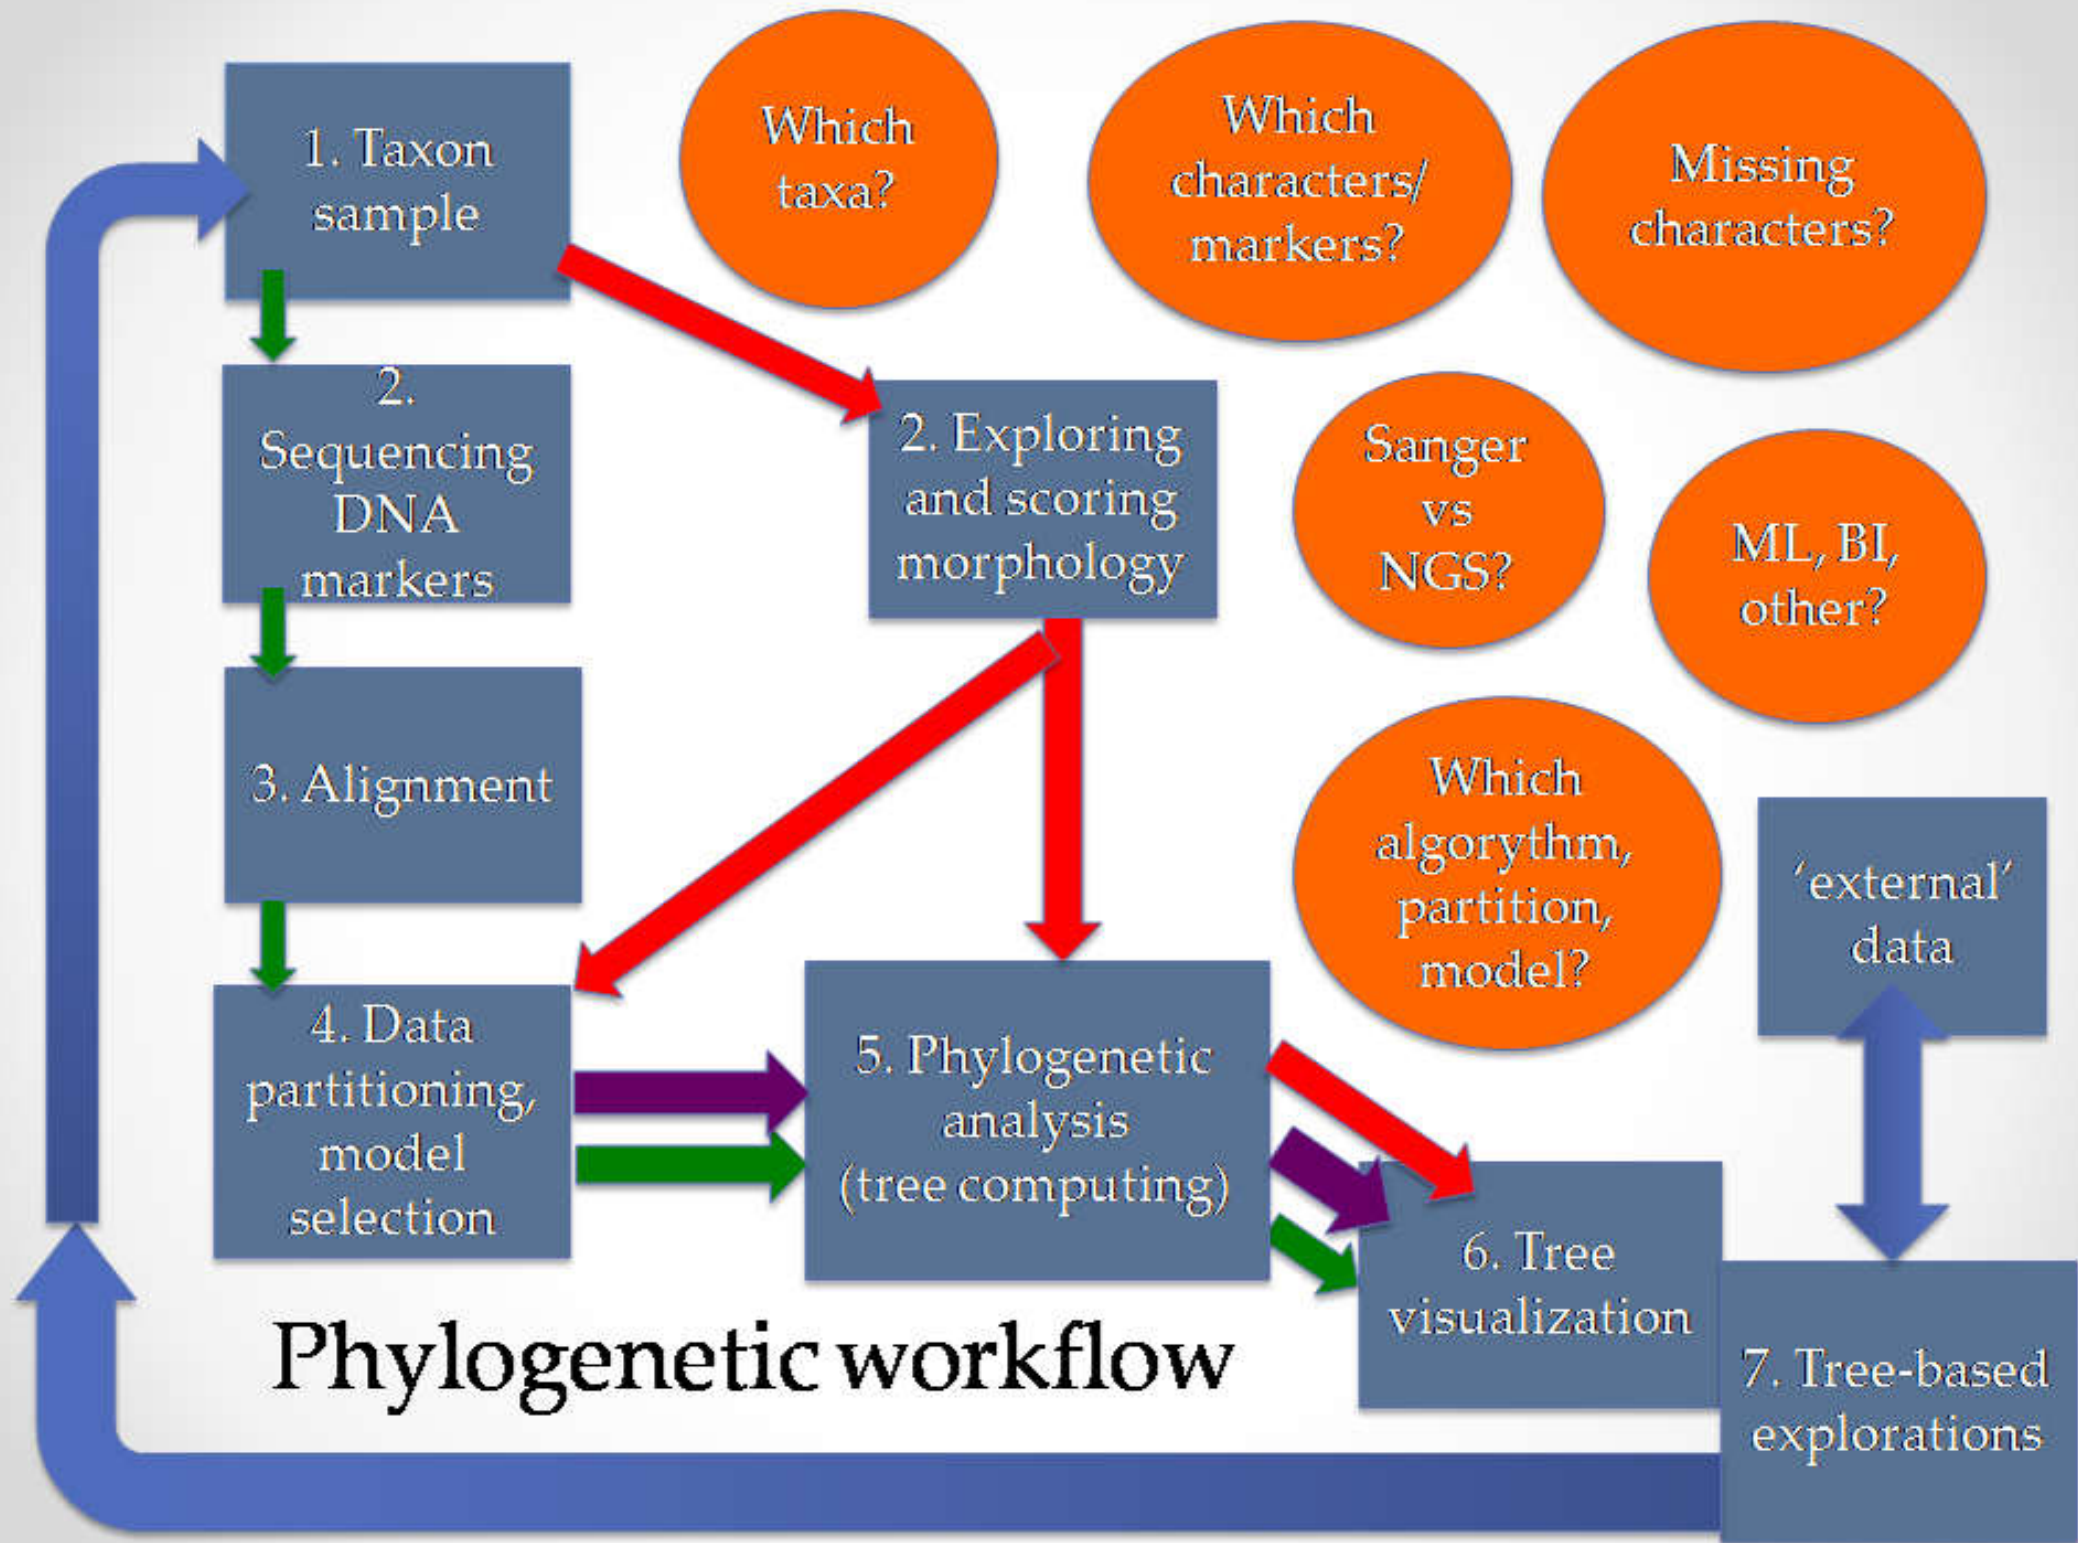 1. Taxon
sample
Which
taxa?
Which
characters/
markers?
Missing
characters?
2.
Sequencing
DNA
markers
2. Exploring
and scoring
morphology
Sanger
vs
NGS?
ML, BI,
other?
3. Alignment
Which
algorythm,
partition,
model?
'external'
data
4. Data
partitioning,
model
selection
5. Phylogenetic
analysis
(tree computing)
6. Tree
visualization
7. Tree-based
explorations
Phylogenetic workflow